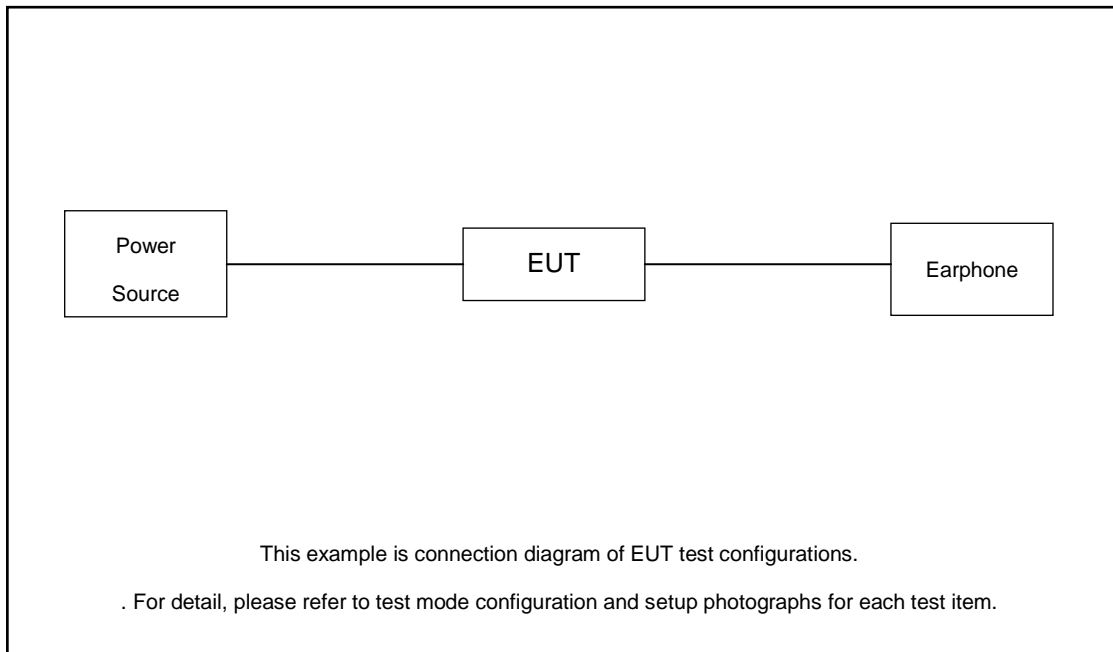 Power
Source
EUT
Earphone
This example is connection diagram of EUT test configurations.
. For detail, please refer to test mode configuration and setup photographs for each test item.